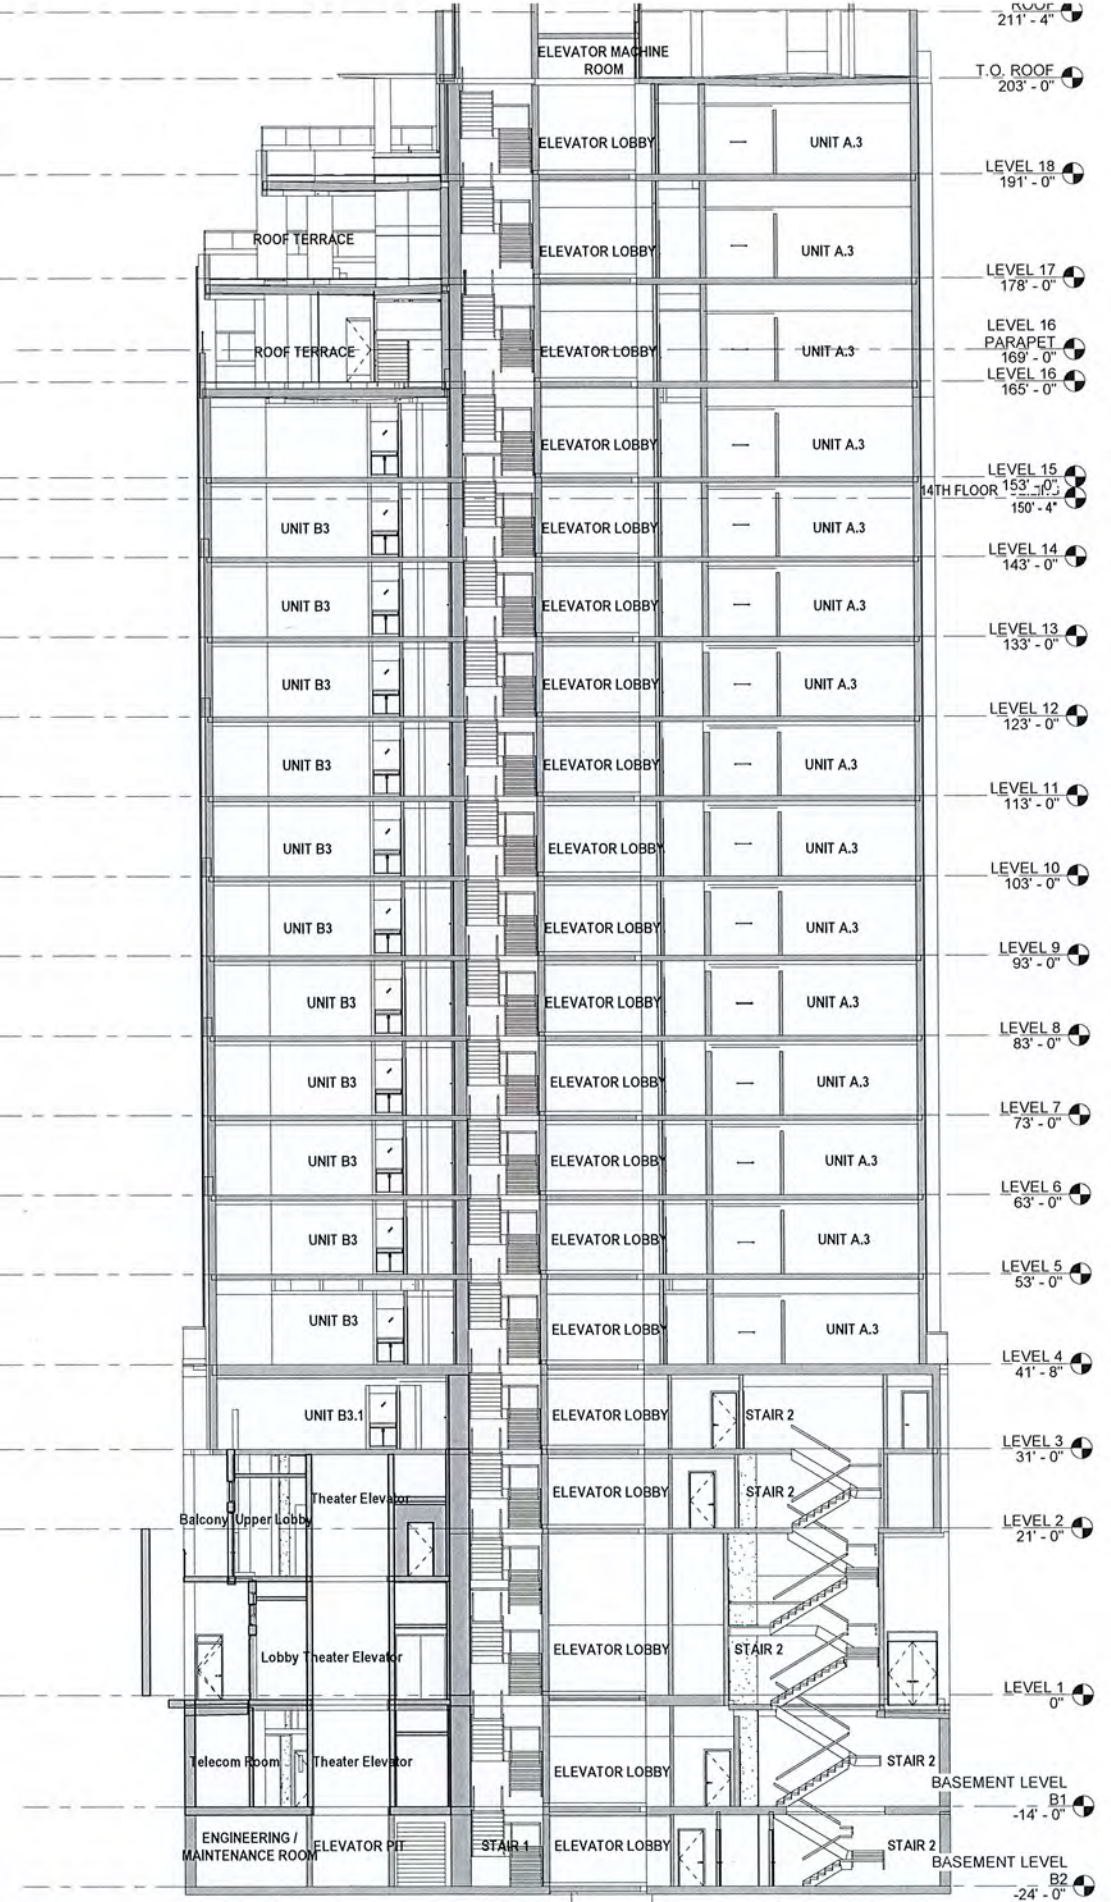 ROOF
211' - 4"
ELEVATOR MACHINE
ROOM
T.O. ROOF
203' - 0"
ELEVATOR LOBBY
UNIT A.3
LEVEL 18
191' - 0"
ROOF TERRACE
ELEVATOR LOBBY
UNIT A.3
LEVEL 17
178' - 0"
LEVEL 16
PARAPET
169' - 0"
ROOF TERRACE
ELEVATOR LOBBY
UNIT A.3
LEVEL 16
165' - 0"
ELEVATOR LOBBY
UNIT A.3
LEVEL 15
153' - 0"
14TH FLOOR
150' - 4"
UNIT B3
ELEVATOR LOBBY
UNIT A.3
LEVEL 14
143' - 0"
UNIT B3
ELEVATOR LOBBY
UNIT A.3
LEVEL 13
133' - 0"
UNIT B3
ELEVATOR LOBBY
UNIT A.3
LEVEL 12
123' - 0"
UNIT B3
ELEVATOR LOBBY
UNIT A.3
LEVEL 11
113' - 0"
UNIT B3
ELEVATOR LOBBY
UNIT A.3
LEVEL 10
103' - 0"
UNIT B3
ELEVATOR LOBBY
UNIT A.3
LEVEL 9
93' - 0"
UNIT B3
ELEVATOR LOBBY
UNIT A.3
LEVEL 8
83' - 0"
UNIT B3
ELEVATOR LOBBY
UNIT A.3
LEVEL 7
73' - 0"
UNIT B3
ELEVATOR LOBBY
UNIT A.3
LEVEL 6
63' - 0"
UNIT B3
ELEVATOR LOBBY
UNIT A.3
LEVEL 5
53' - 0"
UNIT B3
ELEVATOR LOBBY
UNIT A.3
LEVEL 4
41' - 8"
UNIT B3.1
ELEVATOR LOBBY
STAIR 2
LEVEL 3
31' - 0"
Theater Elevator
ELEVATOR LOBBY
STAIR 2
Balcony
Upper Lobby
LEVEL 2
21' - 0"
Lobby
Theater Elevator
ELEVATOR LOBBY
STAIR 2
LEVEL 1
0"
Telecom Room
Theater Elevator
ELEVATOR LOBBY
STAIR 2
BASEMENT LEVEL
B1
-14' - 0"
ENGINEERING /
MAINTENANCE ROOM
ELEVATOR PIT
STAIR 1
ELEVATOR LOBBY
STAIR 2
BASEMENT LEVEL
B2
-24' - 0"